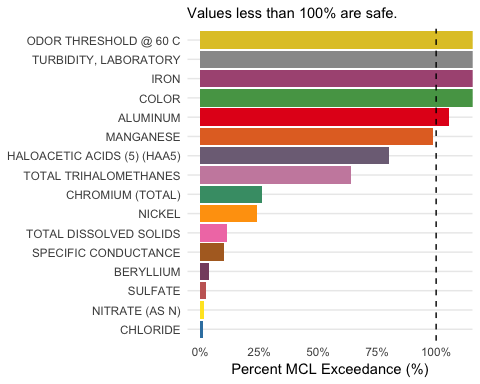 Values less than 100% are safe.
ODOR THRESHOLD @ 60 C
TURBIDITY, LABORATORY
IRON
COLOR
ALUMINUM
MANGANESE
HALOACETIC ACIDS (5) (HAA5)
TOTAL TRIHALOMETHANES
CHROMIUM (TOTAL)
NICKEL
TOTAL DISSOLVED SOLIDS
SPECIFIC CONDUCTANCE
BERYLLIUM
SULFATE
NITRATE (AS N)
CHLORIDE
0% 25% 50% 75% 100%
Percent MCL Exceedance (%)